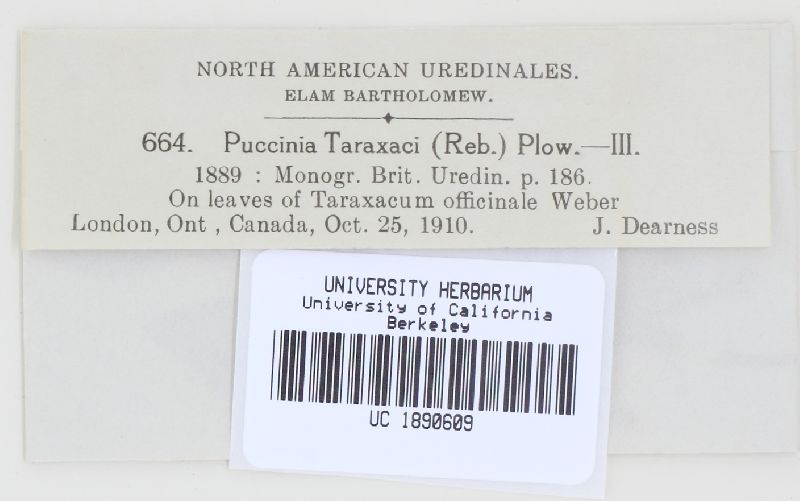 NORTH AMERICAN UREDINALES.
ELAM BARTHOLOMEW.
664. Puccinia Taraxaci (Reb.) Plow.—III.
1889 : Monogr. Brit. Uredin. p. 186.
On leaves of Taraxacum officinale Weber
London, Ont , Canada, Oct. 25, 1910. J. Dearness
UNIVERSITY HERBARIUM
University of California
Berkeley
UC 1890609